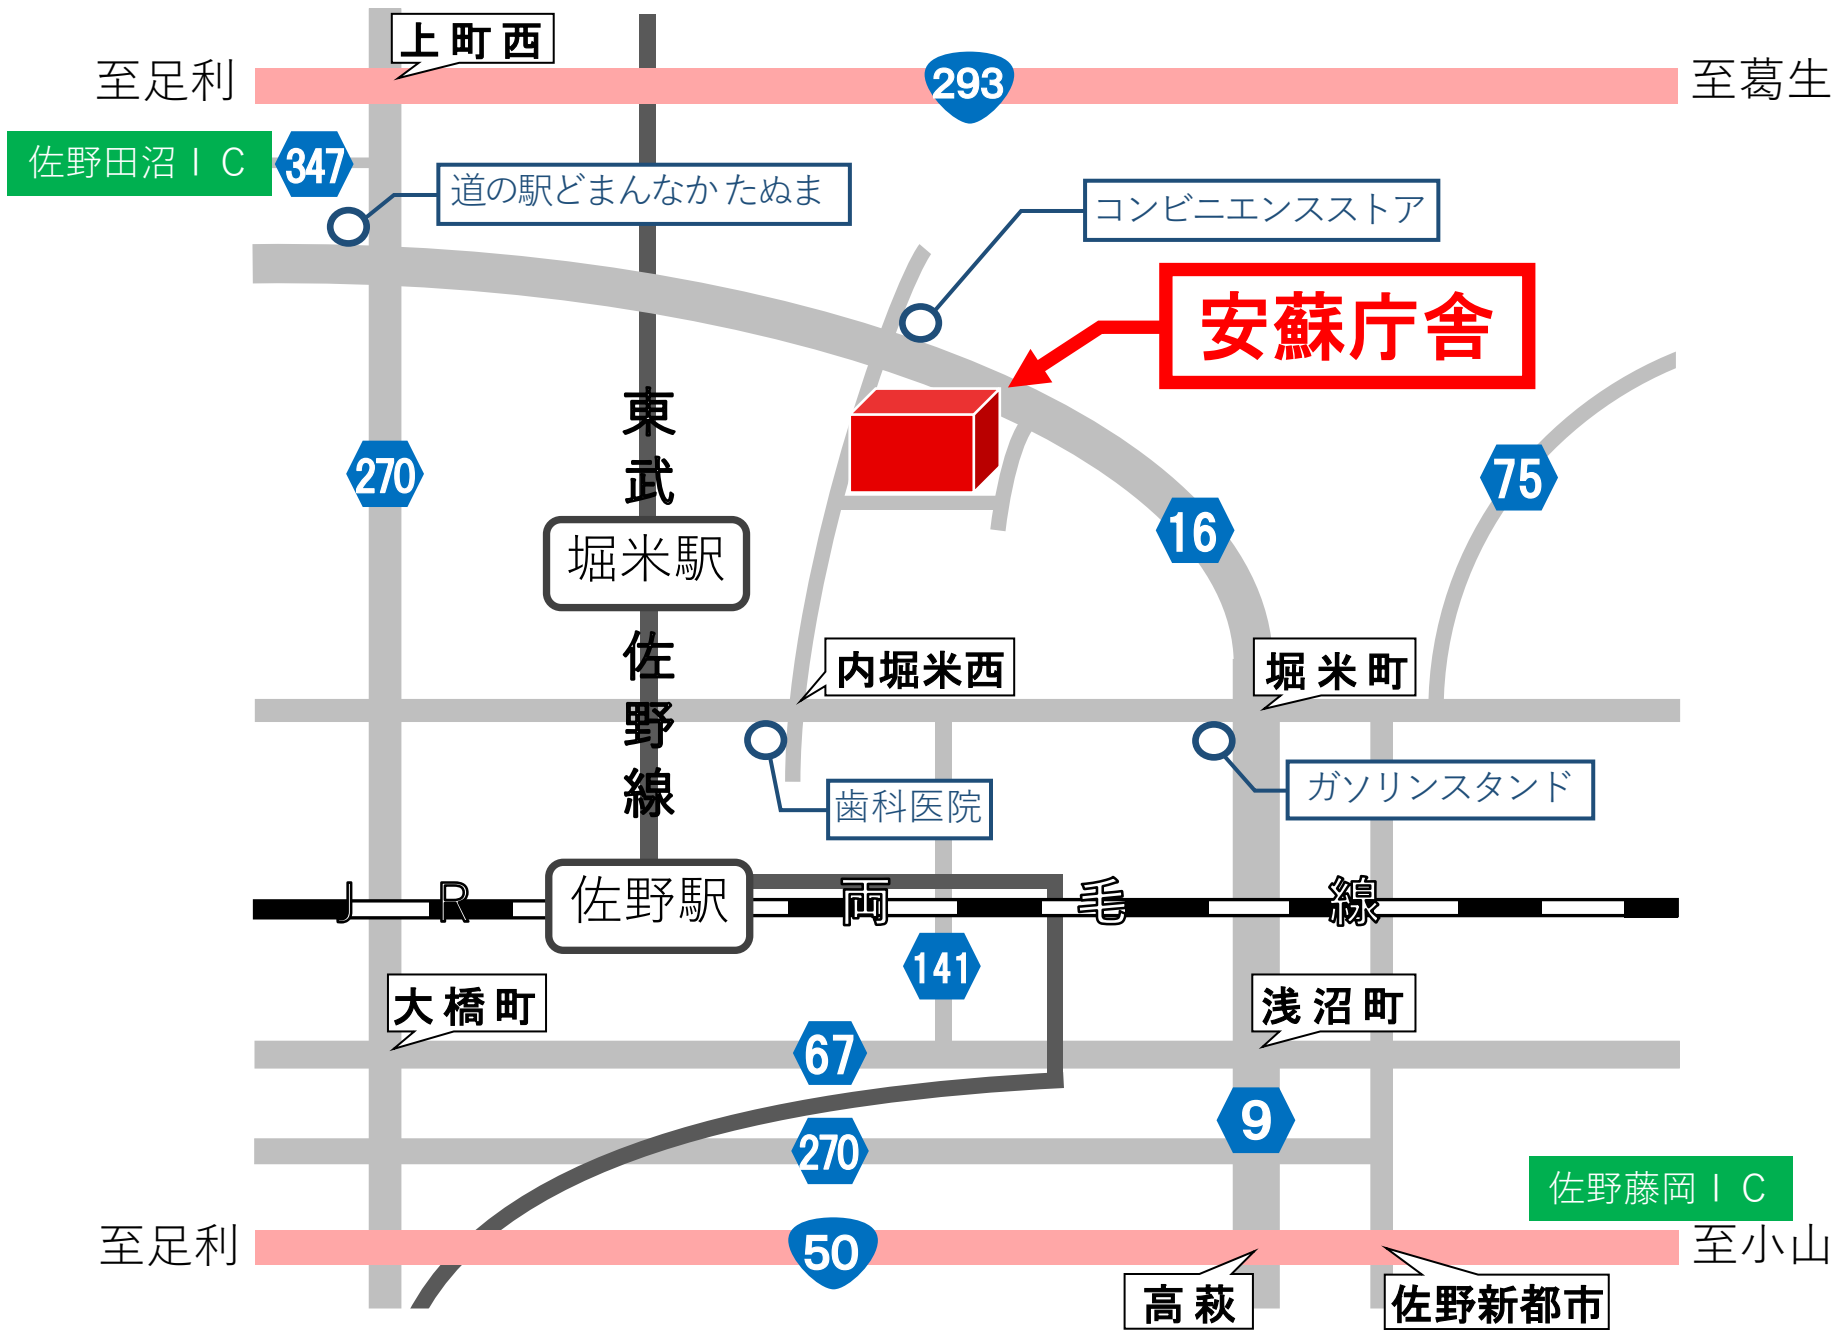 上町西
至足利
293
至葛生
佐野田沼ＩＣ
347
道の駅どまんなか たぬま
コンビニエンスストア
安蘇庁舎
東武佐野線
270
75
16
堀米駅
内堀米西
堀米町
歯科医院
ガソリンスタンド
ＪＲ両毛線
佐野駅
141
大橋町
浅沼町
67
9
270
佐野藤岡ＩＣ
至足利
50
至小山
高萩
佐野新都市